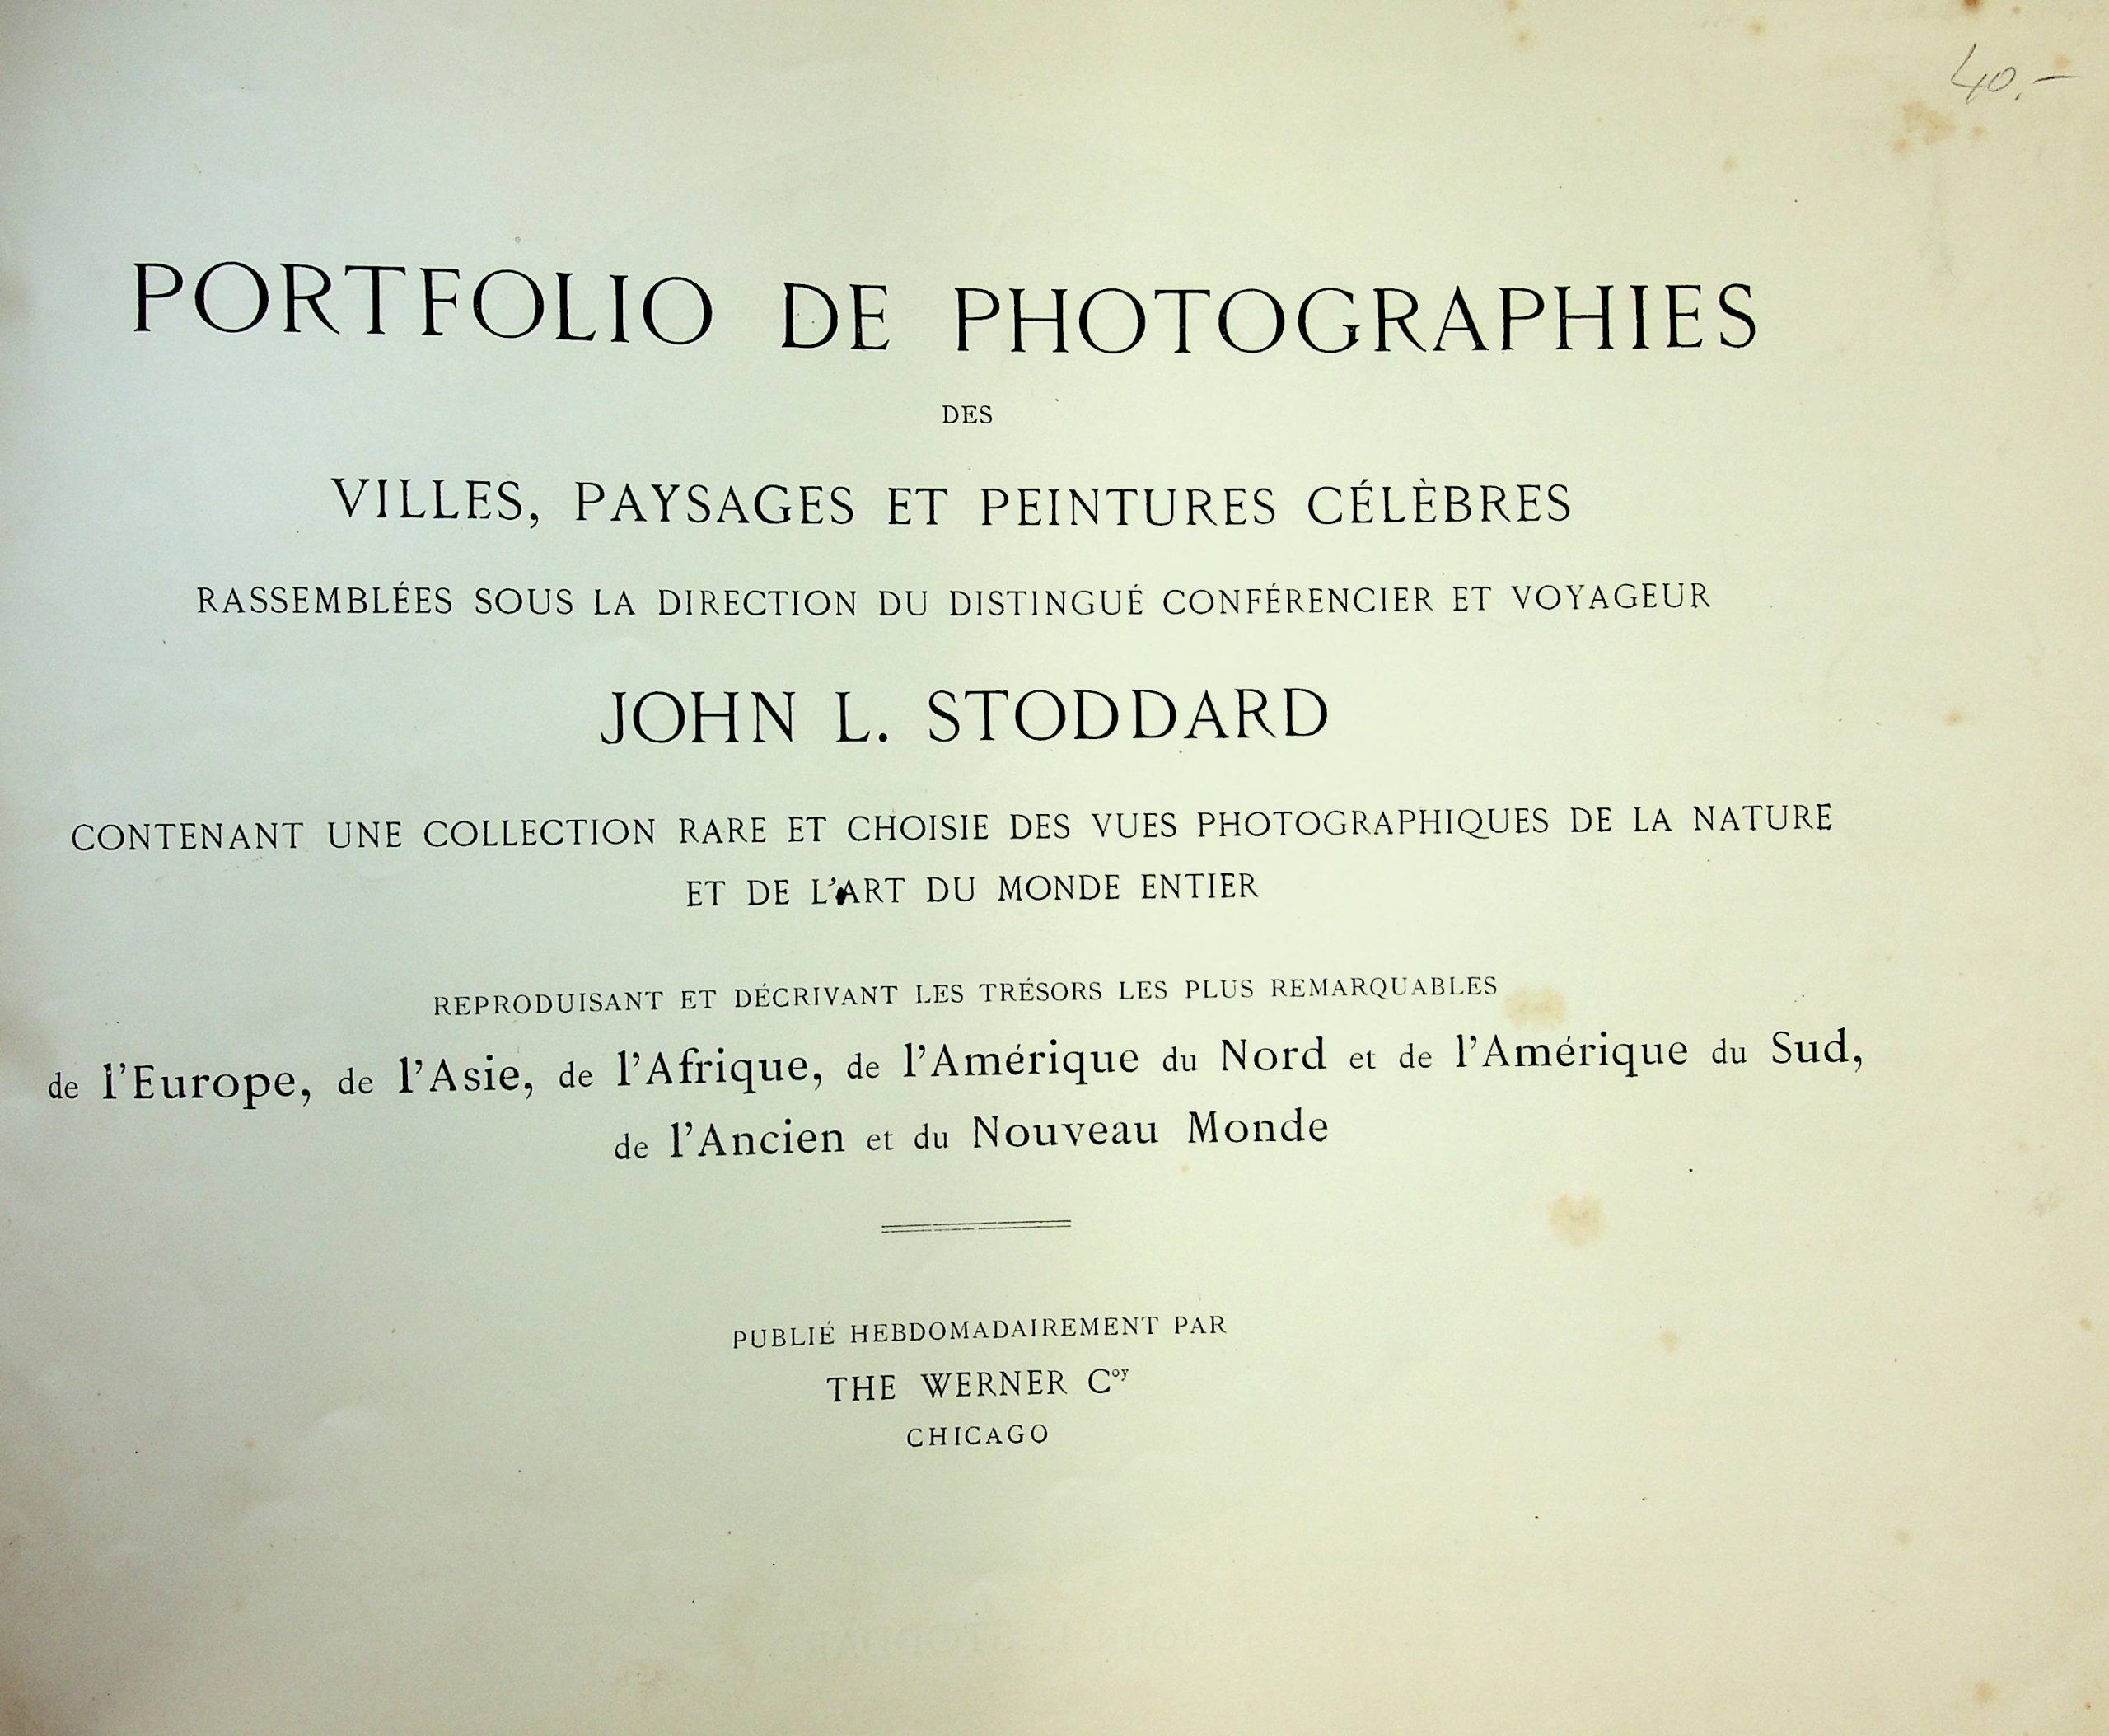 40.-
PORTFOLIO DE PHOTOGRAPHIES
DES
VILLES, PAYSAGES ET PEINTURES CÉLÈBRES
RASSEMBLÉES SOUS LA DIRECTION DU DISTINGUÉ CONFÉRENCIER ET VOYAGEUR
JOHN L. STODDARD
CONTENANT UNE COLLECTION RARE ET CHOISIE DES VUES PHOTOGRAPHIQUES DE LA NATURE
ET DE L'ART DU MONDE ENTIER
REPRODUISANT ET DÉCRIVANT LES TRÉSORS LES PLUS REMARQUABLES
de l'Europe, de l'Asie, de l'Afrique, de l'Amérique du Nord et de l'Amérique du Sud,
de l'Ancien et du Nouveau Monde
PUBLIÉ HEBDOMADAIREMENT PAR
THE WERNER Coy
CHICAGO